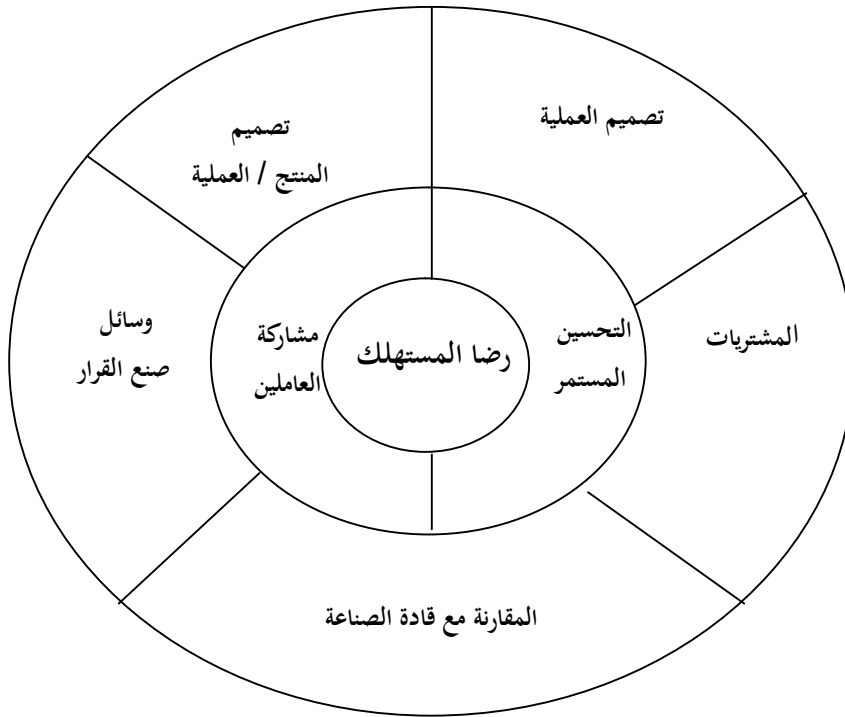 تصميم العملية
تصميم
المنتج / العملية
المشتريات
التحسين
المستمر
رضا المستهلك
مشاركة
العاملين
وسائل
صنع القرار
المقارنة مع قادة الصناعة